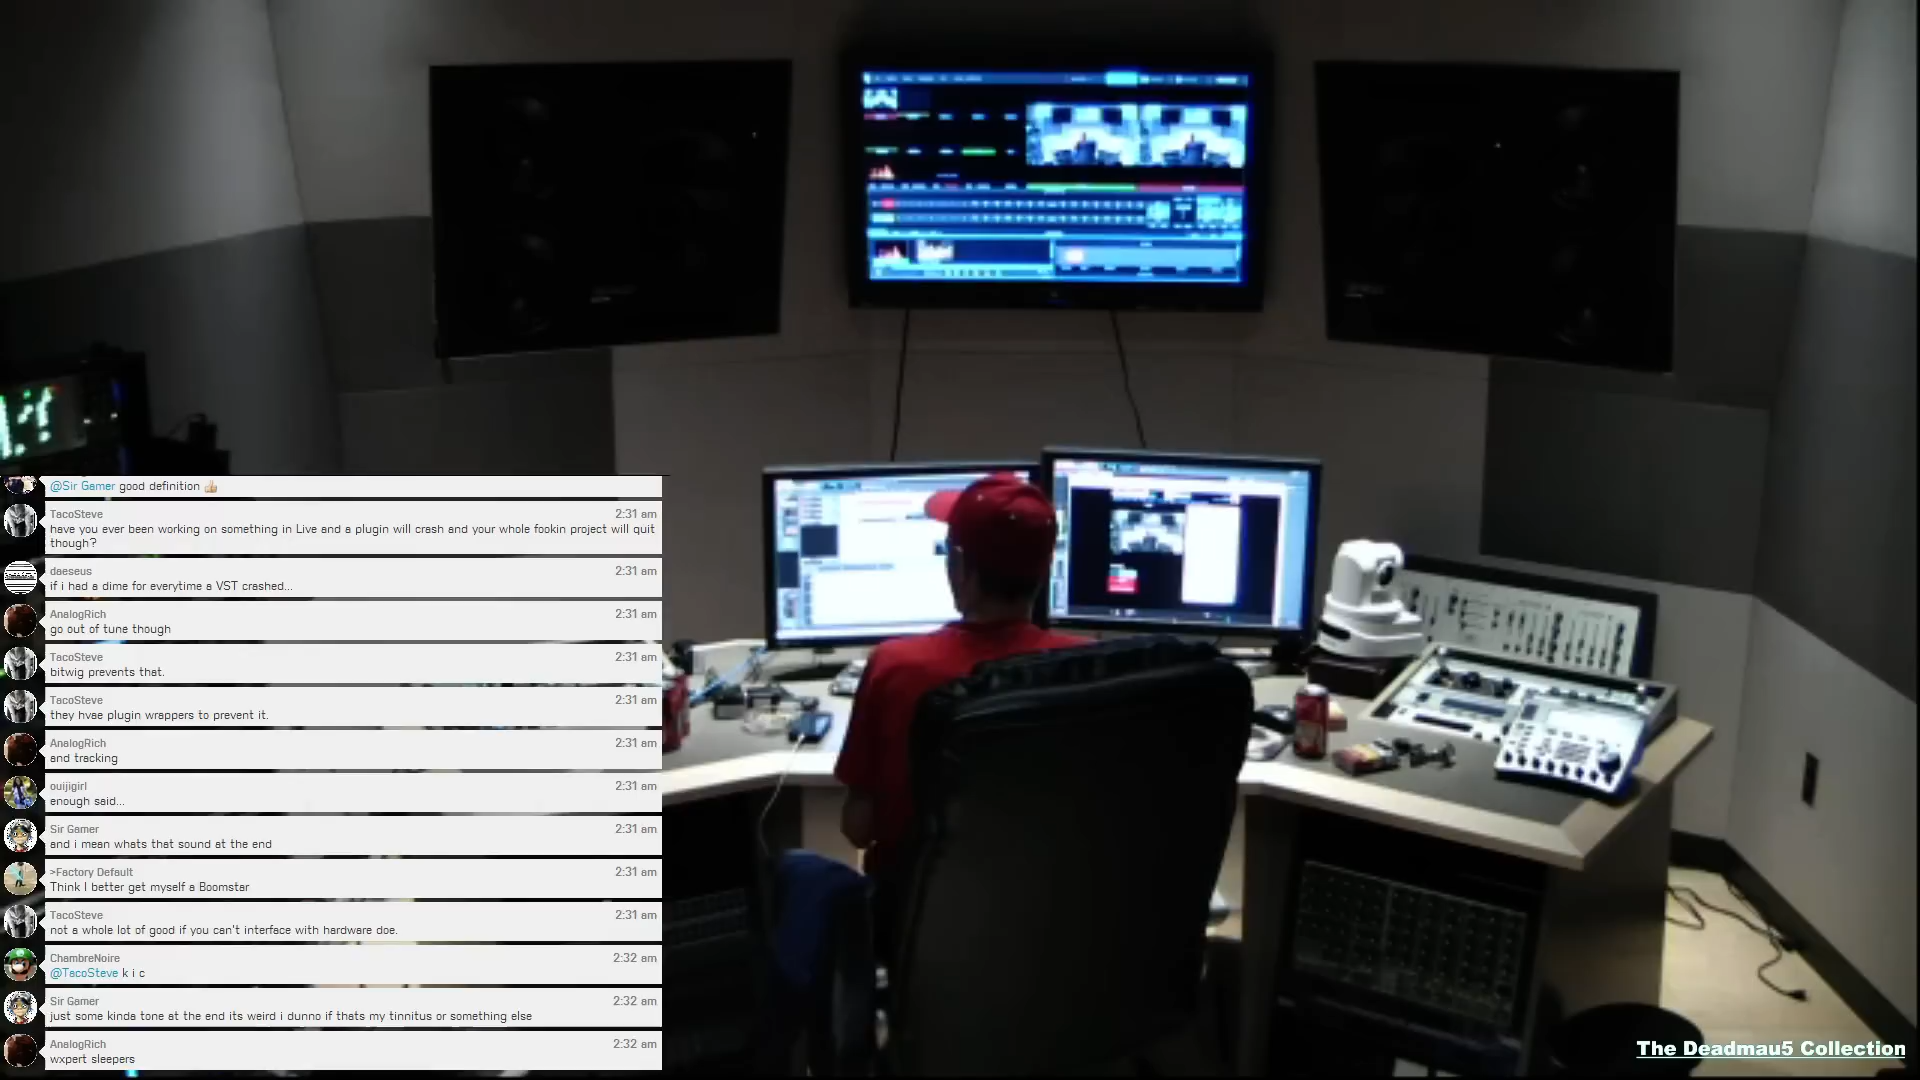 @Sir Gamer good definition 👍
TacoSteve 2:31 am
have you ever been working on something in Live and a plugin will crash and your whole fookin project will quit
though?
daeseus 2:31 am
if i had a dime for everytime a VST crashed...
AnalogRich 2:31 am
go out of tune though
TacoSteve 2:31 am
bitwig prevents that.
TacoSteve 2:31 am
they hvae plugin wrappers to prevent it.
AnalogRich 2:31 am
and tracking
ouijigirl 2:31 am
enough said...
Sir Gamer 2:31 am
and i mean whats that sound at the end
>Factory Default 2:31 am
Think I better get myself a Boomstar
TacoSteve 2:31 am
not a whole lot of good if you can't interface with hardware doe.
ChambreNoire 2:32 am
@TacoSteve k i c
Sir Gamer 2:32 am
just some kinda tone at the end its weird i dunno if thats my tinnitus or something else
AnalogRich 2:32 am
wxpert sleepers
The Deadmau5 Collection